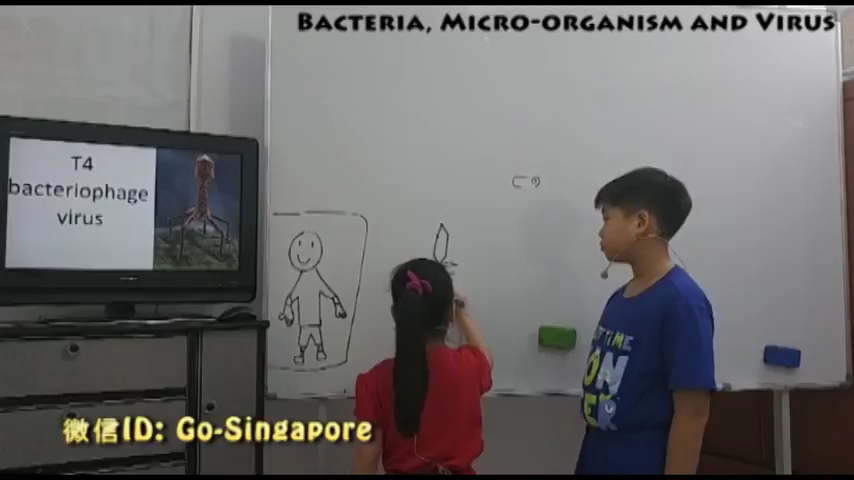 BACTERIA, MICRO-ORGANISM AND VIRUS
T4
bacteriophage
virus
微信ID: Go-Singapore